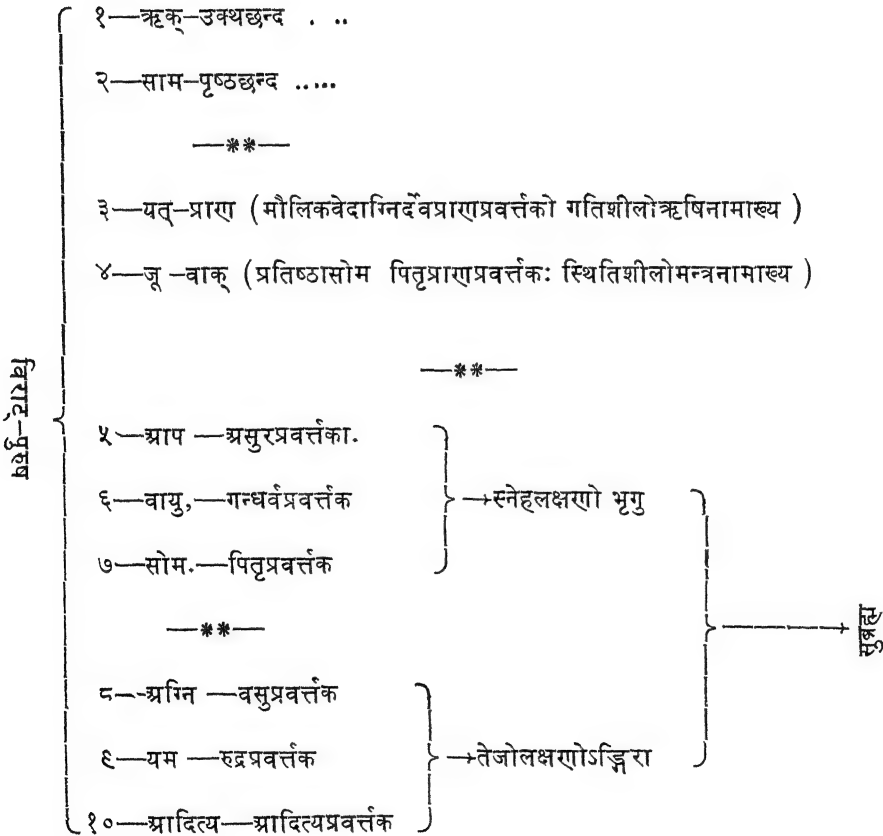 १—ऋक्-उक्थछन्द . ..
२—साम-पृष्ठछन्द .....
—**—
३—यत्-प्राण (मौलिकवेदाग्निर्देवप्राणप्रवर्त्तको गतिशीलोऋषिनामाख्य )
४—जू -वाक् (प्रतिष्ठासोम पितृप्राणप्रवर्त्तकः स्थितिशीलोमन्त्रनामाख्य )
—**—
विराट्-पुरुष
५—आप —असुरप्रवर्त्तका.
६—वायु,—गन्धर्वप्रवर्त्तक →स्नेहलक्षणो भृगु
७—सोम.—पितृप्रवर्त्तक
—**—
सुब्रह्म
८—-अग्नि —वसुप्रवर्त्तक
९—यम —रुद्रप्रवर्त्तक →तेजोलक्षणोऽङ्गिरा
१०—आदित्य—आदित्यप्रवर्त्तक